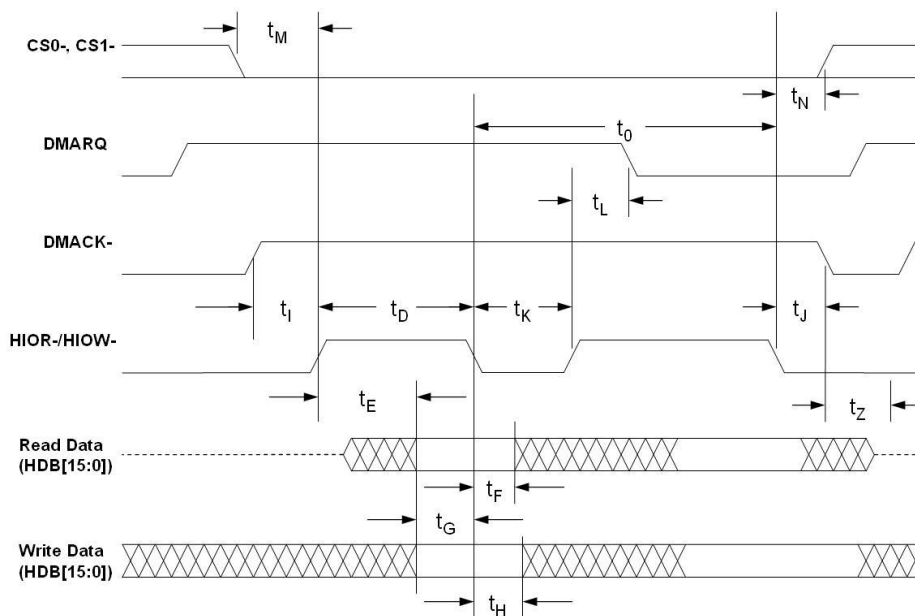 CS0-, CS1-
tM
tN
DMARQ
t0
tL
DMACK-
tI
tD
tK
tJ
HIOR-/HIOW-
tE
tZ
Read Data
(HDB[15:0])
tF
tG
Write Data
(HDB[15:0])
tH